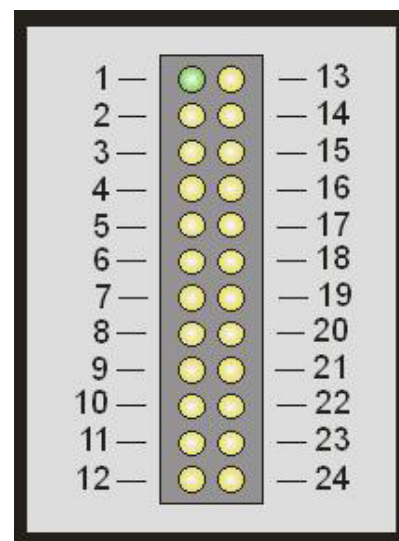 1 — — 13
2 — — 14
3 — — 15
4 — — 16
5 — — 17
6 — — 18
7 — — 19
8 — — 20
9 — — 21
10 — — 22
11 — — 23
12 — — 24